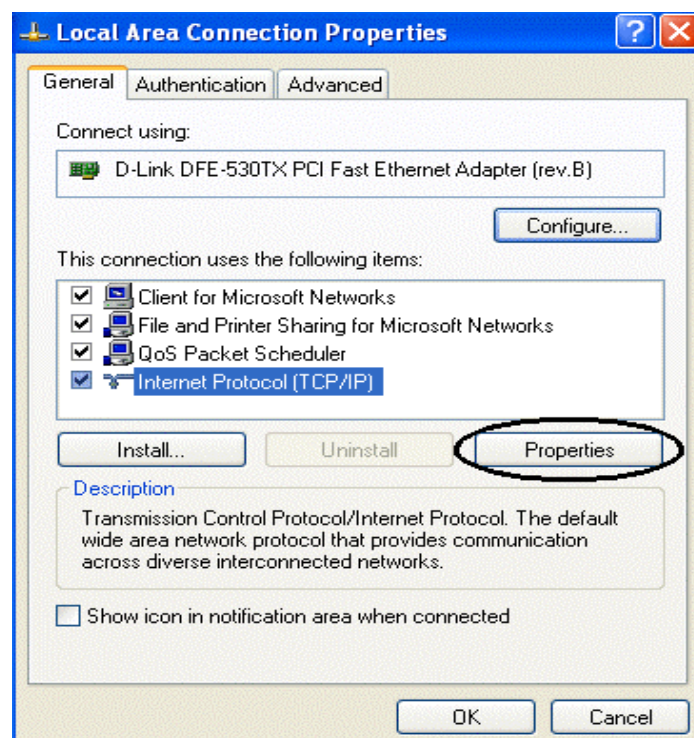 Local Area Connection Properties
General Authentication Advanced
Connect using:
D-Link DFE-530TX PCI Fast Ethernet Adapter (rev.B)
Configure...
This connection uses the following items:
Client for Microsoft Networks
File and Printer Sharing for Microsoft Networks
QoS Packet Scheduler
Internet Protocol (TCP/IP)
Install... Uninstall Properties
Description
Transmission Control Protocol/Internet Protocol. The default
wide area network protocol that provides communication
across diverse interconnected networks.
Show icon in notification area when connected
OK Cancel